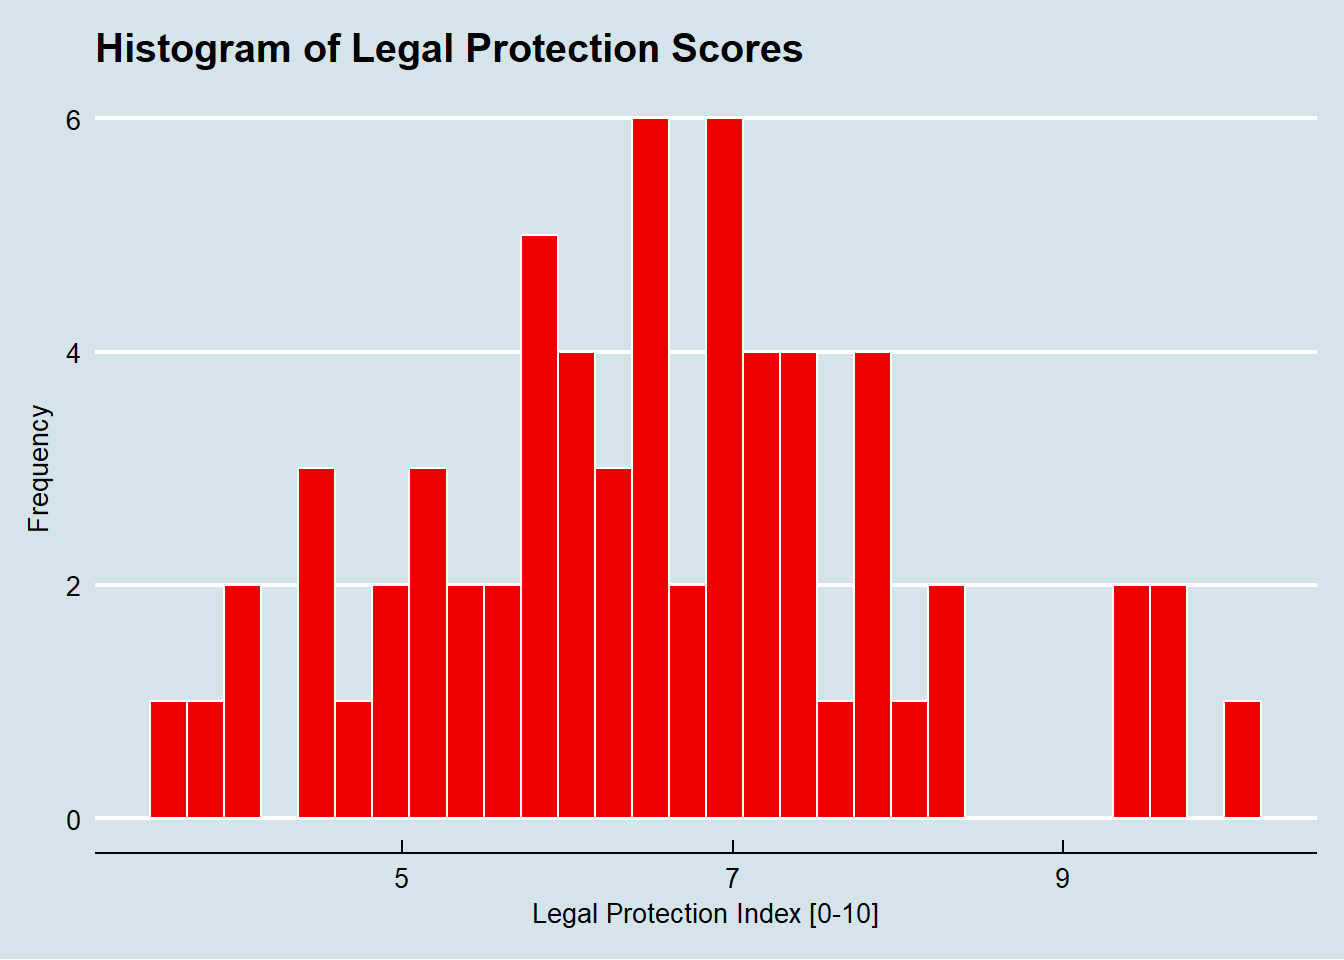 Histogram of Legal Protection Scores
6
4
2
0
Frequency
5 7 9
Legal Protection Index [0-10]